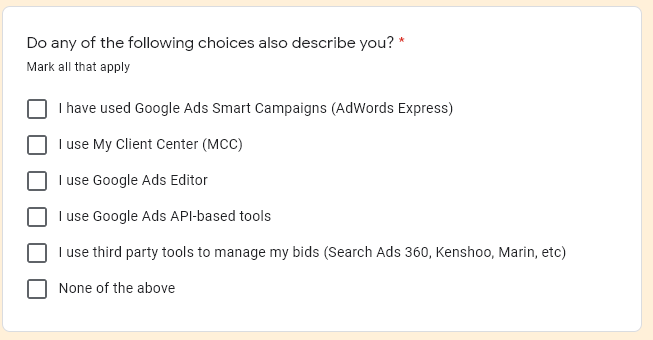 Do any of the following choices also describe you? *
Mark all that apply
I have used Google Ads Smart Campaigns (AdWords Express)
I use My Client Center (MCC)
I use Google Ads Editor
I use Google Ads API-based tools
I use third party tools to manage my bids (Search Ads 360, Kenshoo, Marin, etc)
None of the above